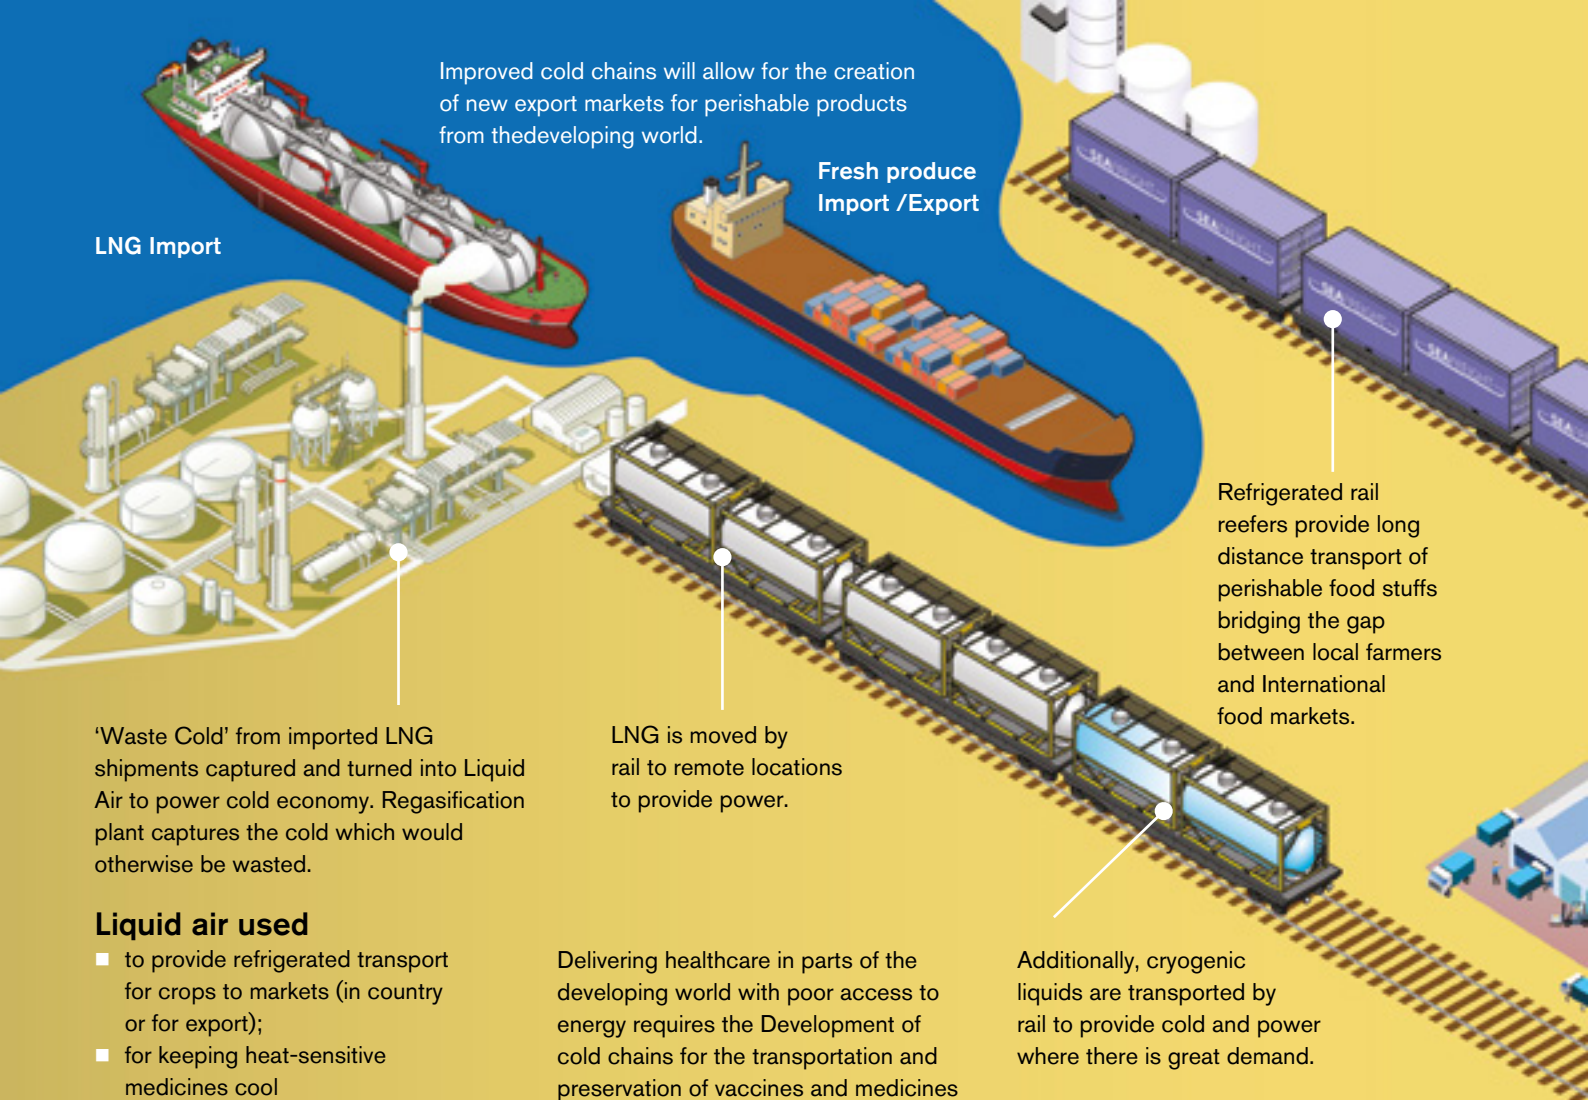 Improved cold chains will allow for the creation
of new export markets for perishable products
from thedeveloping world.
Fresh produce
Import /Export
LNG Import
SEA
SEA
SEA
SEA
SEA
Refrigerated rail
reefers provide long
distance transport of
perishable food stuffs
bridging the gap
between local farmers
and International
food markets.
‘Waste Cold’ from imported LNG
shipments captured and turned into Liquid
Air to power cold economy. Regasification
plant captures the cold which would
otherwise be wasted.
LNG is moved by
rail to remote locations
to provide power.
Liquid air used
to provide refrigerated transport
for crops to markets (in country
or for export);
for keeping heat-sensitive
medicines cool
Delivering healthcare in parts of the
developing world with poor access to
energy requires the Development of
cold chains for the transportation and
preservation of vaccines and medicines
Additionally, cryogenic
liquids are transported by
rail to provide cold and power
where there is great demand.